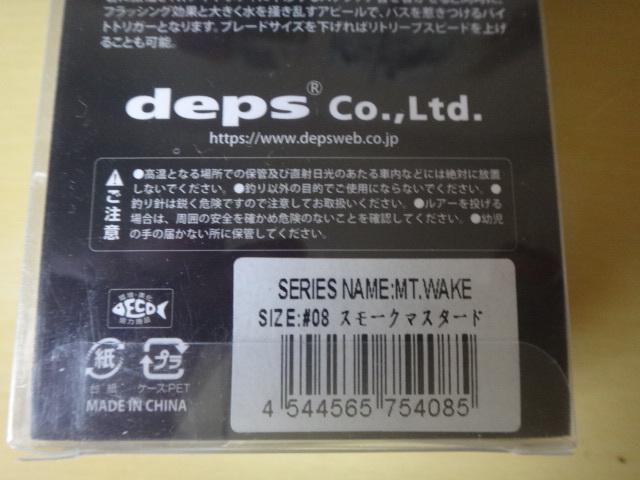 フラッシング効果と大きく水を掻き乱すアピールで、バスを惹きつけるバイ
トトリガーとなります。ブレードサイズを下げればリトリーブスピードを上げ
ることも可能。
deps® Co.,Ltd.
https://www.depsweb.co.jp
ご注意
●高温となる場所での保管及び直射日光のあたる車内などには絶対に放置
しないでください。●釣り以外の目的でご使用にならないでください。●
釣り針は鋭く危険ですので注意してお取扱いください。●ルアーを投げる
場合は、周囲の安全を確かめ危険のないことを確認してください。●幼児
の手の届かない所に保管してください。
SERIES NAME:MT.WAKE
SIZE:#08 スモークマスタード
4 544565 754085
環境・浄化
ECO
協力商品
紙 プラ
台 紙: ケース:PET
MADE IN CHINA